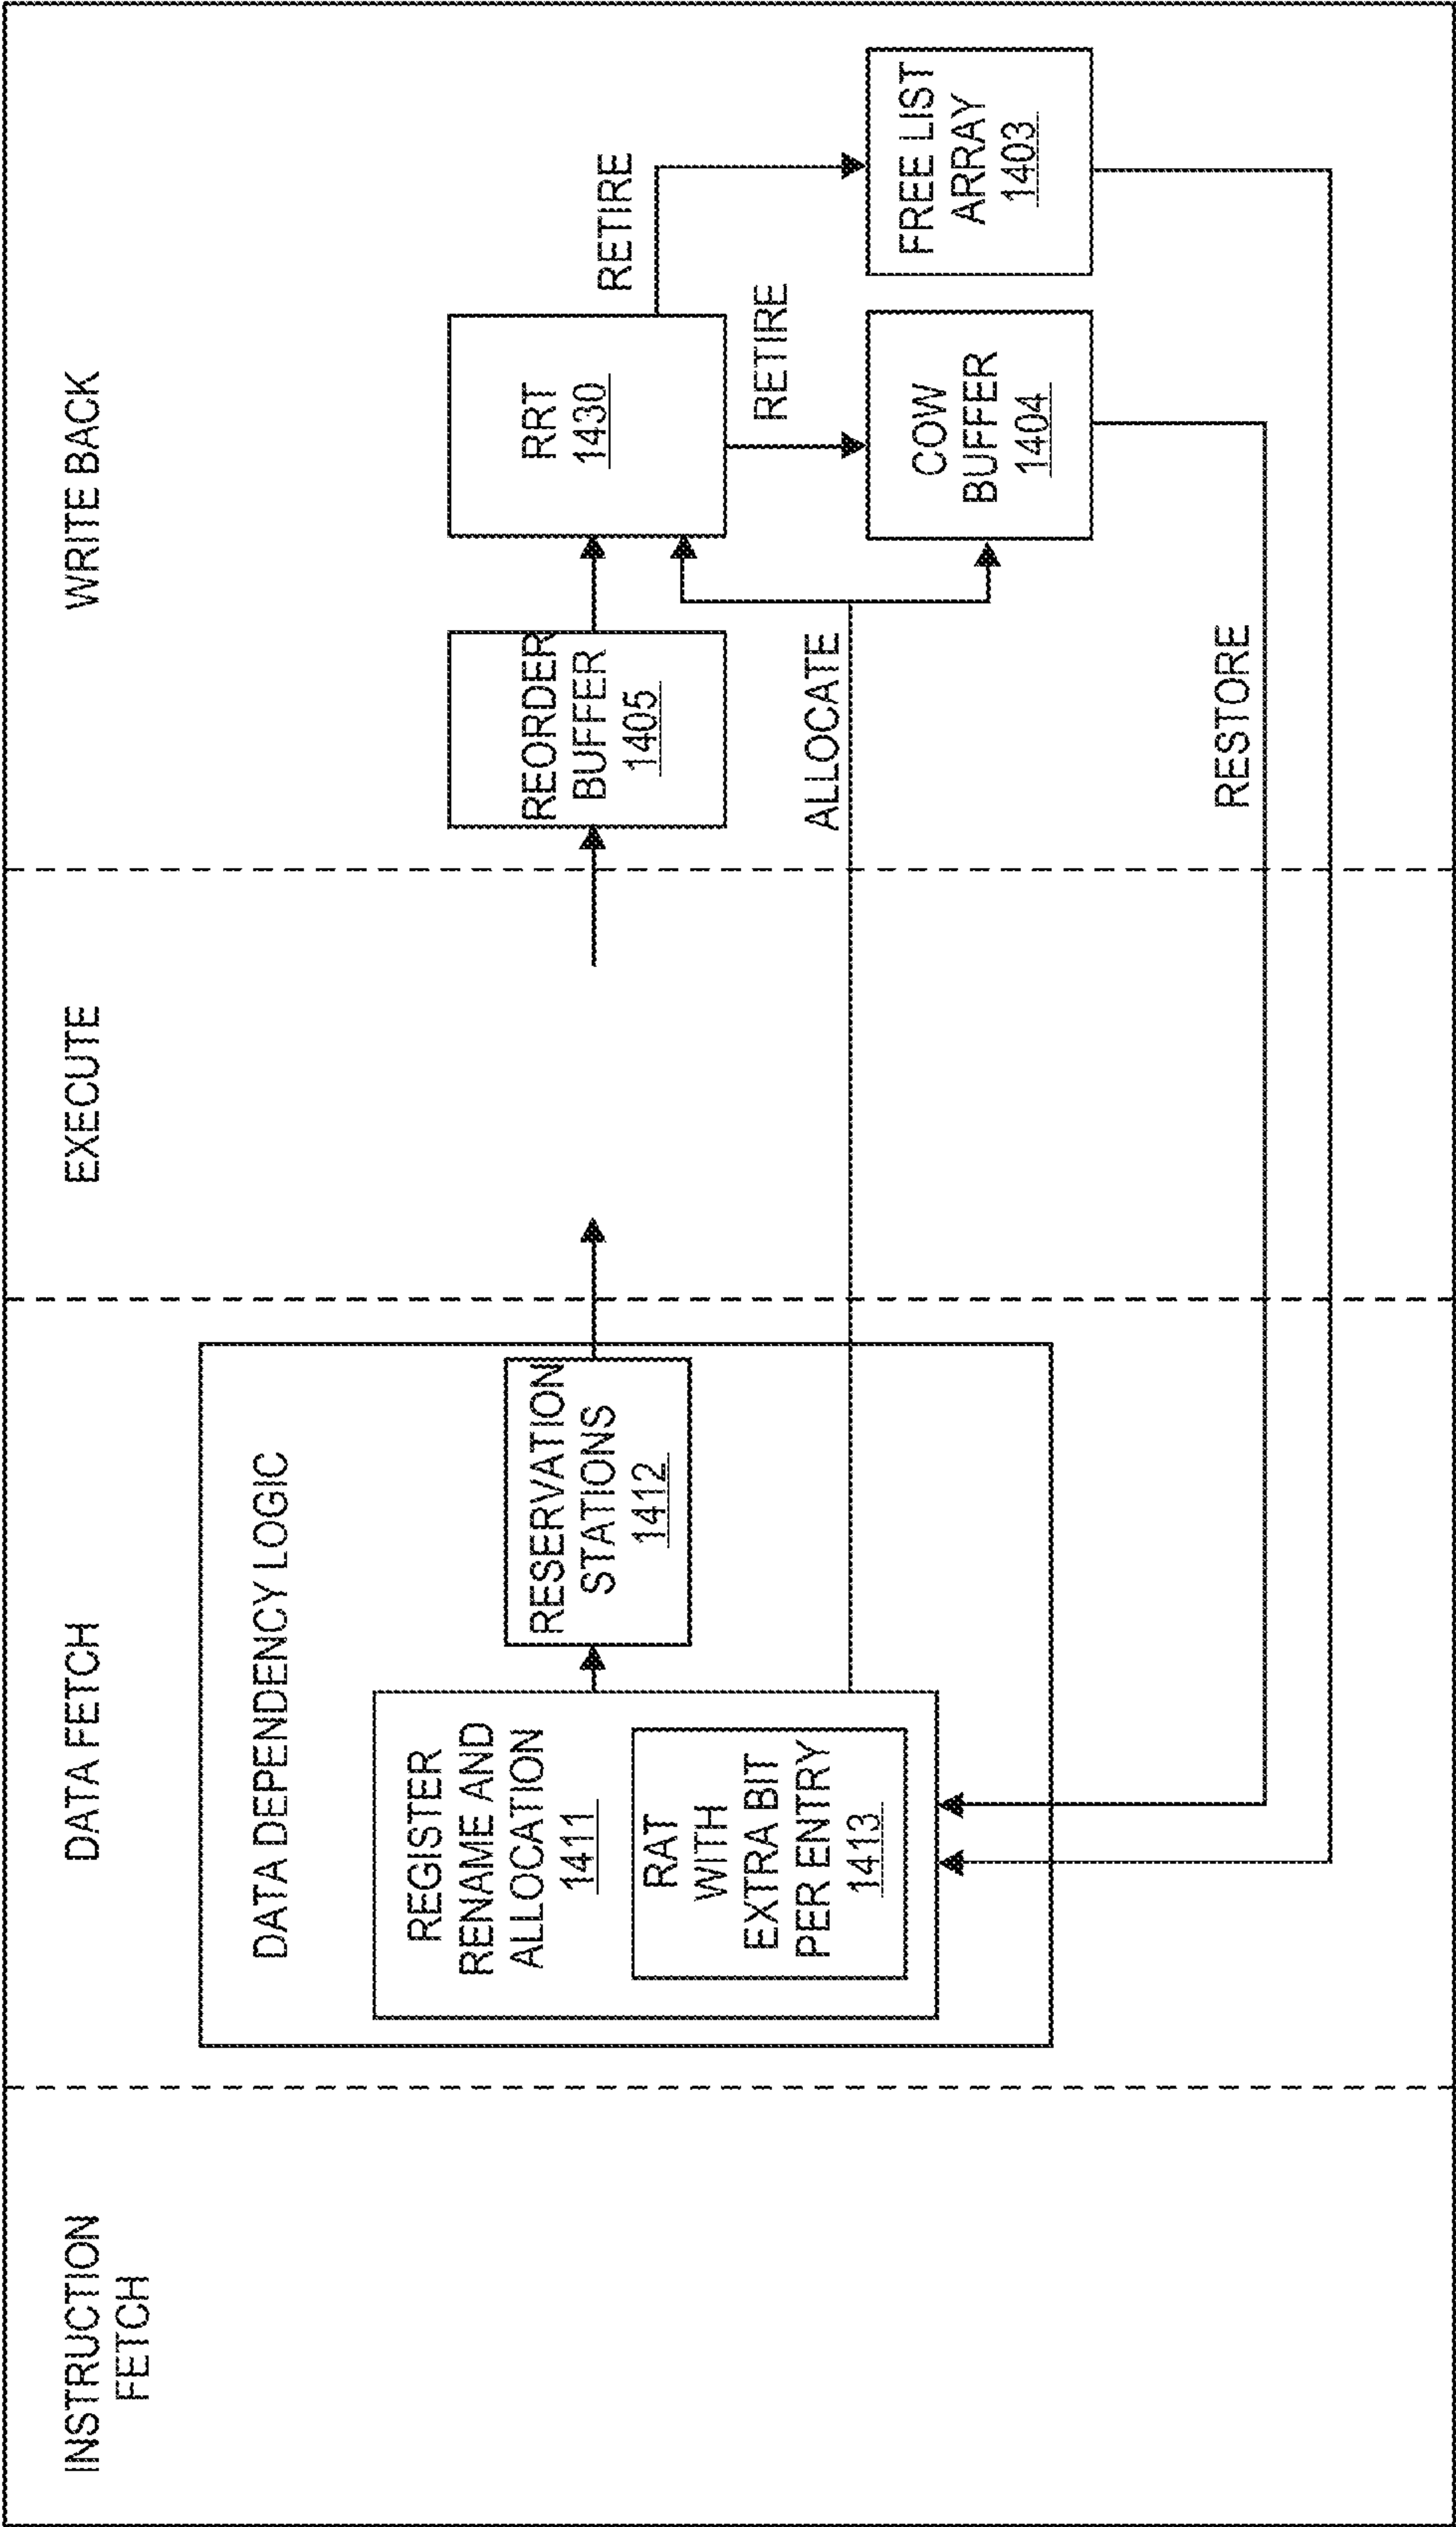 INSTRUCTION
FETCH
DATA FETCH
EXECUTE
WRITE BACK
DATA DEPENDENCY LOGIC
REGISTER
RENAME AND
ALLOCATION
1411
RAT
WITH
EXTRA BIT
PER ENTRY
1413
RESERVATION
STATIONS
1412
REORDER
BUFFER
1405
RRT
1430
RETIRE
RETIRE
ALLOCATE
COW
BUFFER
1404
FREE LIST
ARRAY
1403
RESTORE